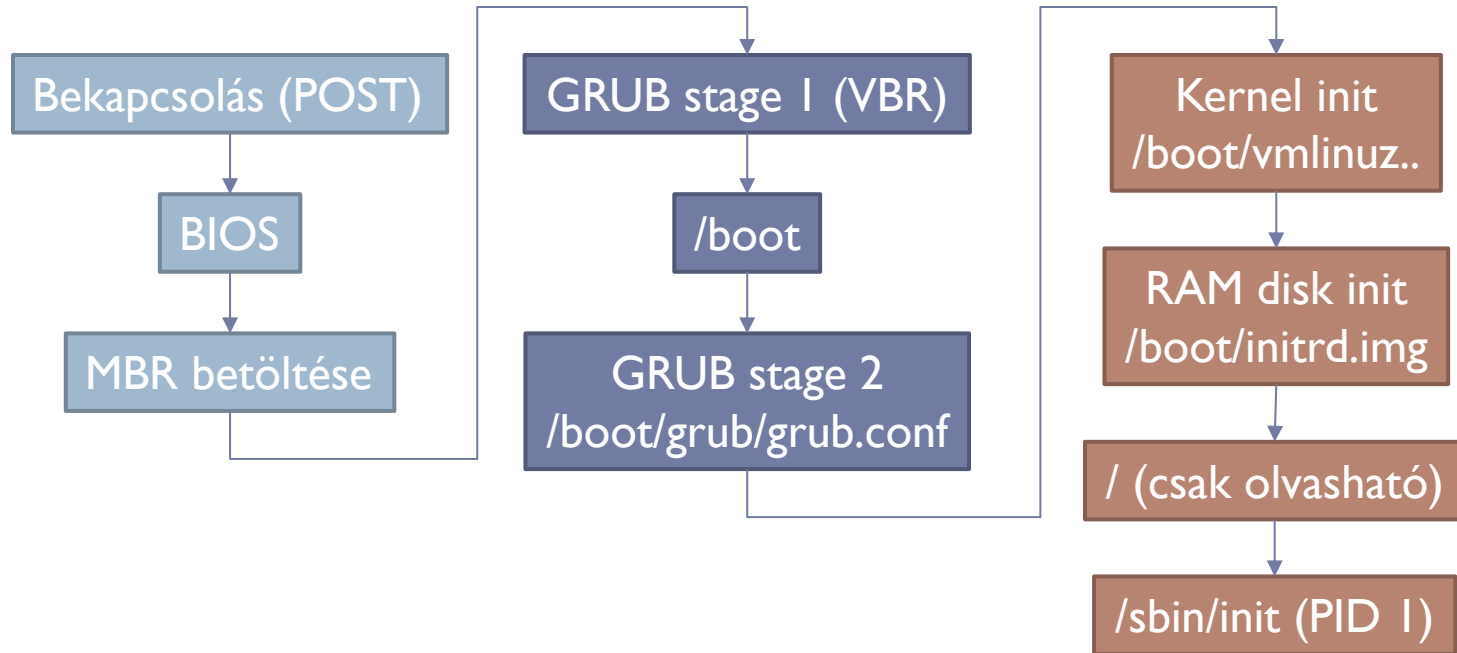 Bekapcsolás (POST)
BIOS
MBR betöltése
GRUB stage 1 (VBR)
/boot
GRUB stage 2
/boot/grub/grub.conf
Kernel init
/boot/vmlinuz..
RAM disk init
/boot/initrd.img
/ (csak olvasható)
/sbin/init (PID 1)